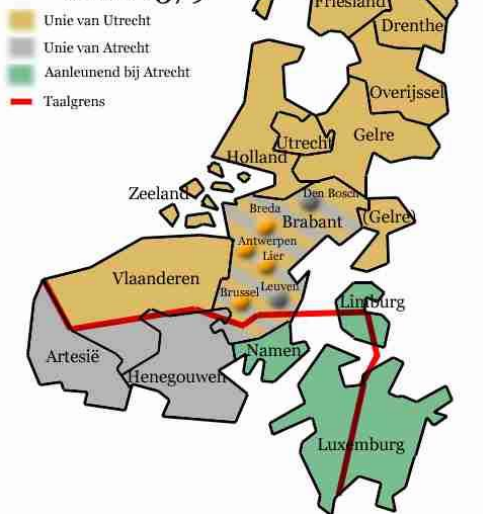 Unie van Utrecht
Unie van Atrecht
Aanleunend bij Atrecht
Taalgrens
Friesland
Drenthe
Overijssel
Gelre
Utrecht
Holland
Zeeland
Den Bosch
Breda
Brabant
(Gelre)
Antwerpen
Lier
Vlaanderen
Brussel
Leuven
Limburg
Artesië
Namen
Henegouwen
Luxemburg